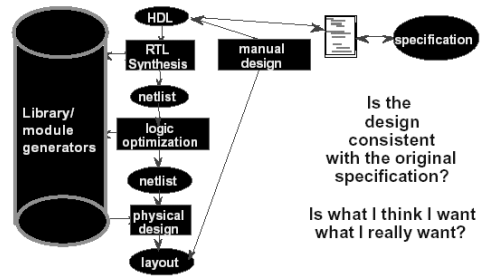 HDL
RTL
Synthesis
netlist
logic
optimization
netlist
physical
design
layout
Library/
module
generators
manual
design
specification
Is the
design
consistent
with the original
specification?
Is what I think I want
what I really want?